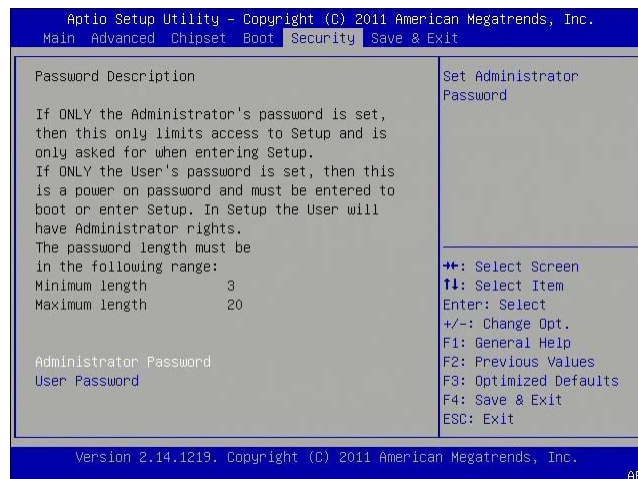 Aptio Setup Utility – Copyright (C) 2011 American Megatrends, Inc.
Main Advanced Chipset Boot Security Save & Exit
Password Description
If ONLY the Administrator's password is set,
then this only limits access to Setup and is
only asked for when entering Setup.
If ONLY the User's password is set, then this
is a power on password and must be entered to
boot or enter Setup. In Setup the User will
have Administrator rights.
The password length must be
in the following range:
Minimum length 3
Maximum length 20
Administrator Password
User Password
Set Administrator
Password
→←: Select Screen
↑↓: Select Item
Enter: Select
+/-: Change Opt.
F1: General Help
F2: Previous Values
F3: Optimized Defaults
F4: Save & Exit
ESC: Exit
Version 2.14.1219. Copyright (C) 2011 American Megatrends, Inc.